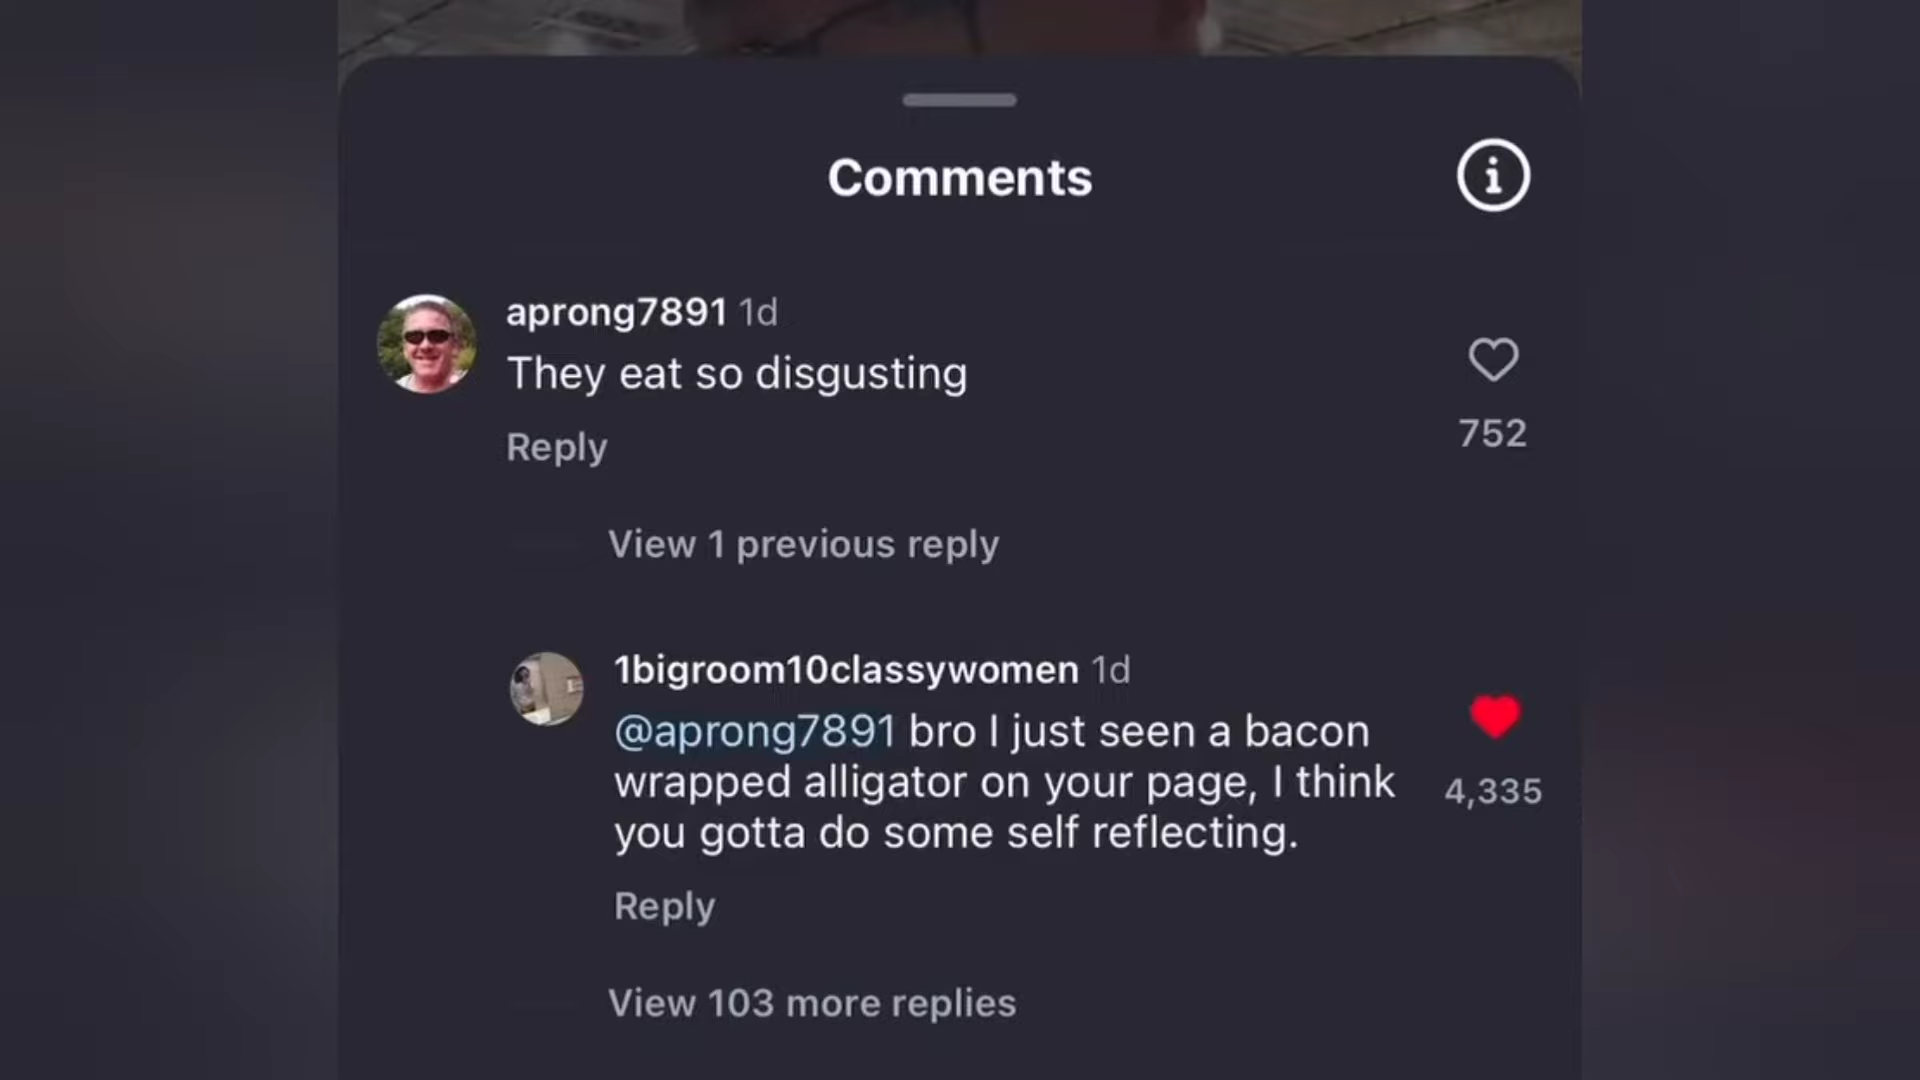 Comments
aprong7891 1d
They eat so disgusting
752
Reply
View 1 previous reply
1bigroom10classywomen 1d
@aprong7891 bro I just seen a bacon
wrapped alligator on your page, I think
you gotta do some self reflecting.
4,335
Reply
View 103 more replies